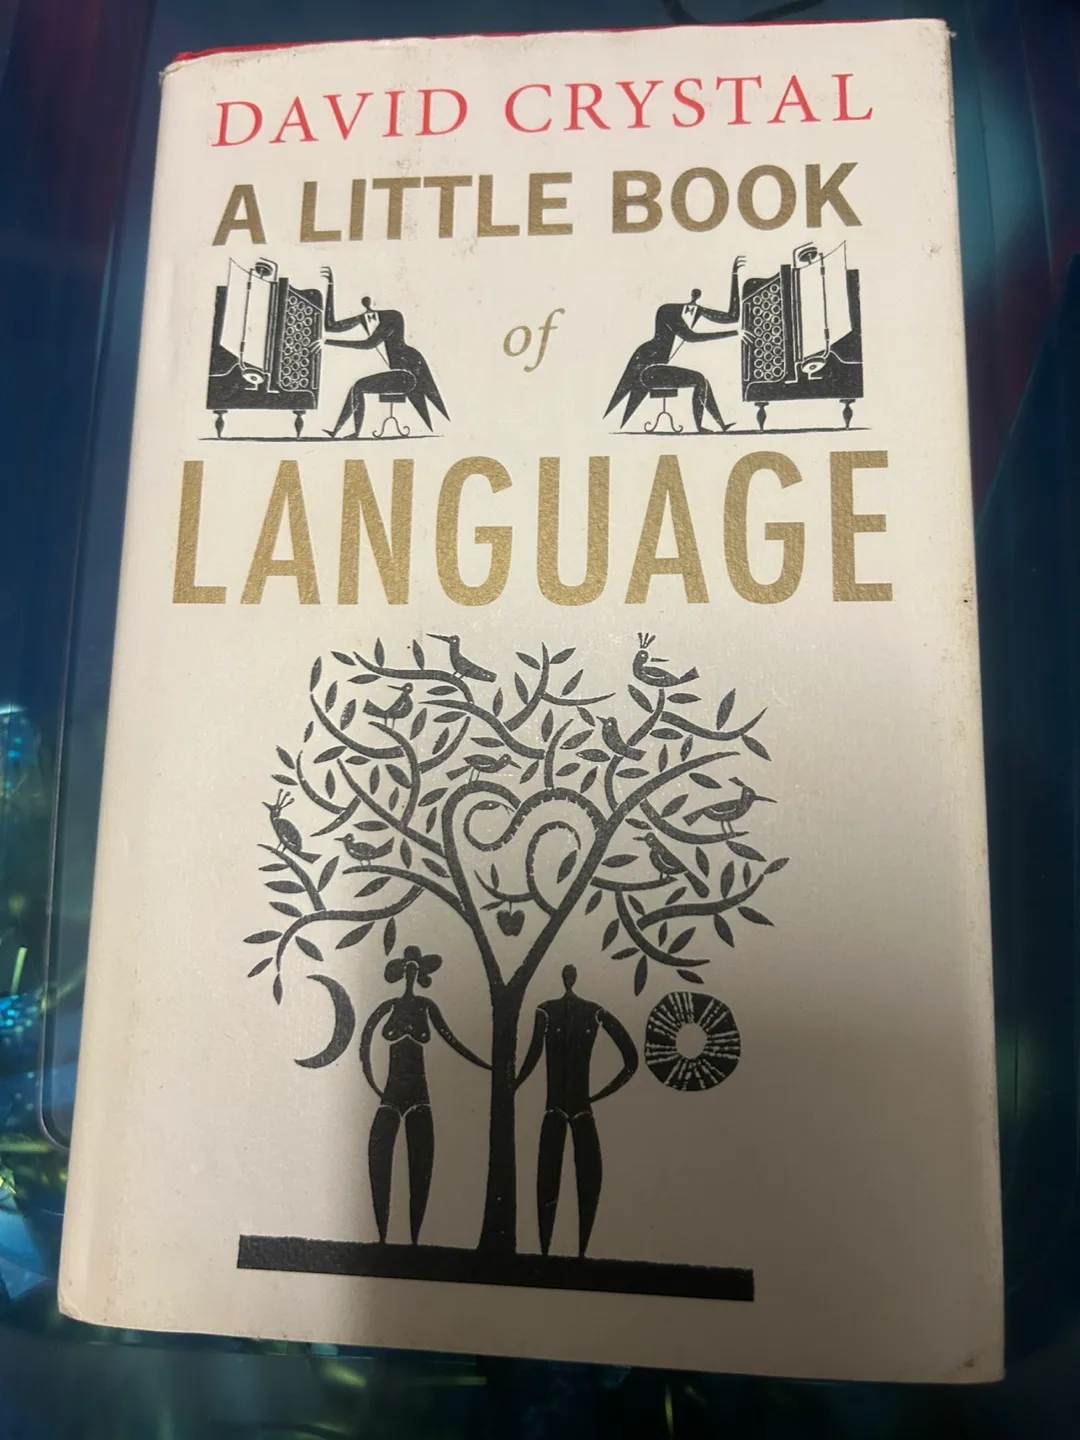 DAVID CRYSTAL
A LITTLE BOOK
of
LANGUAGE